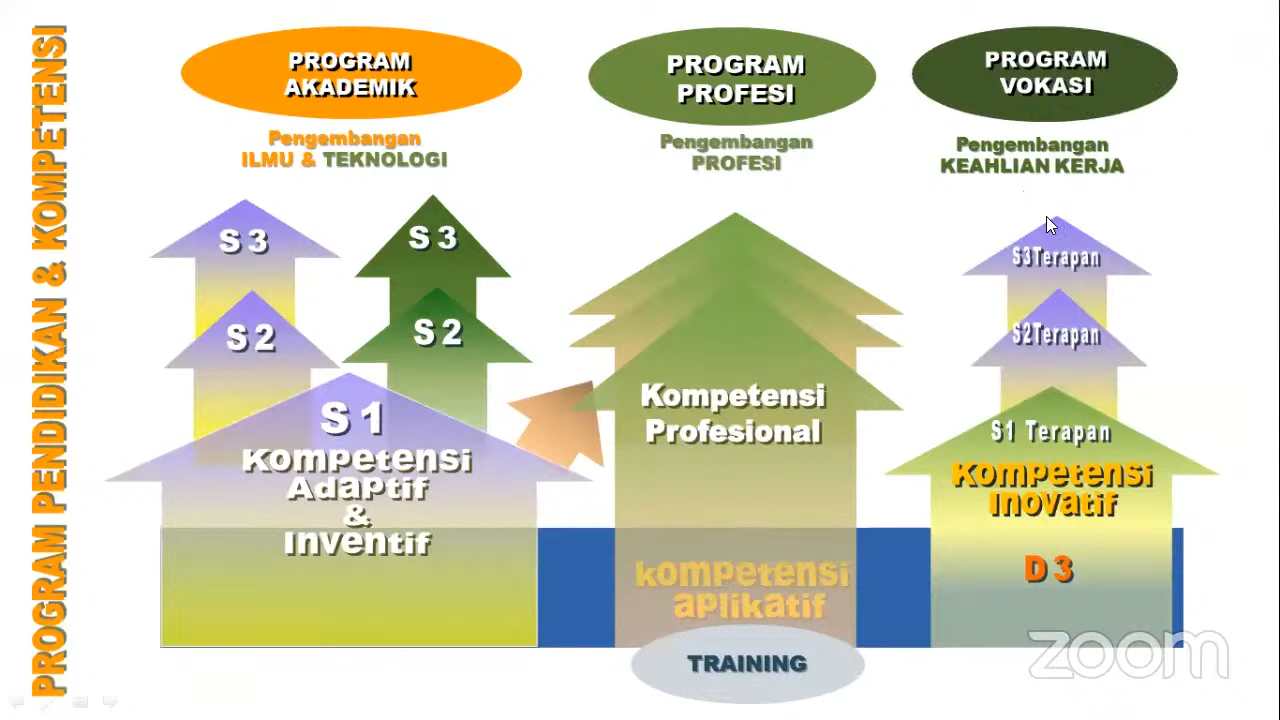 PROGRAM PENDIDIKAN & KOMPETENSI
PROGRAM
AKADEMIK
Pengembangan
ILMU & TEKNOLOGI
S 3
S 3
S 2
S 2
S 1
Kompetensi
Adaptif
&
Inventif
PROGRAM
PROFESI
Pengembangan
PROFESI
Kompetensi
Profesional
kompetensi
aplikatif
TRAINING
PROGRAM
VOKASI
Pengembangan
KEAHLIAN KERJA
S3Terapan
S2Terapan
S1 Terapan
Kompetensi
Inovatif
D 3
zoom